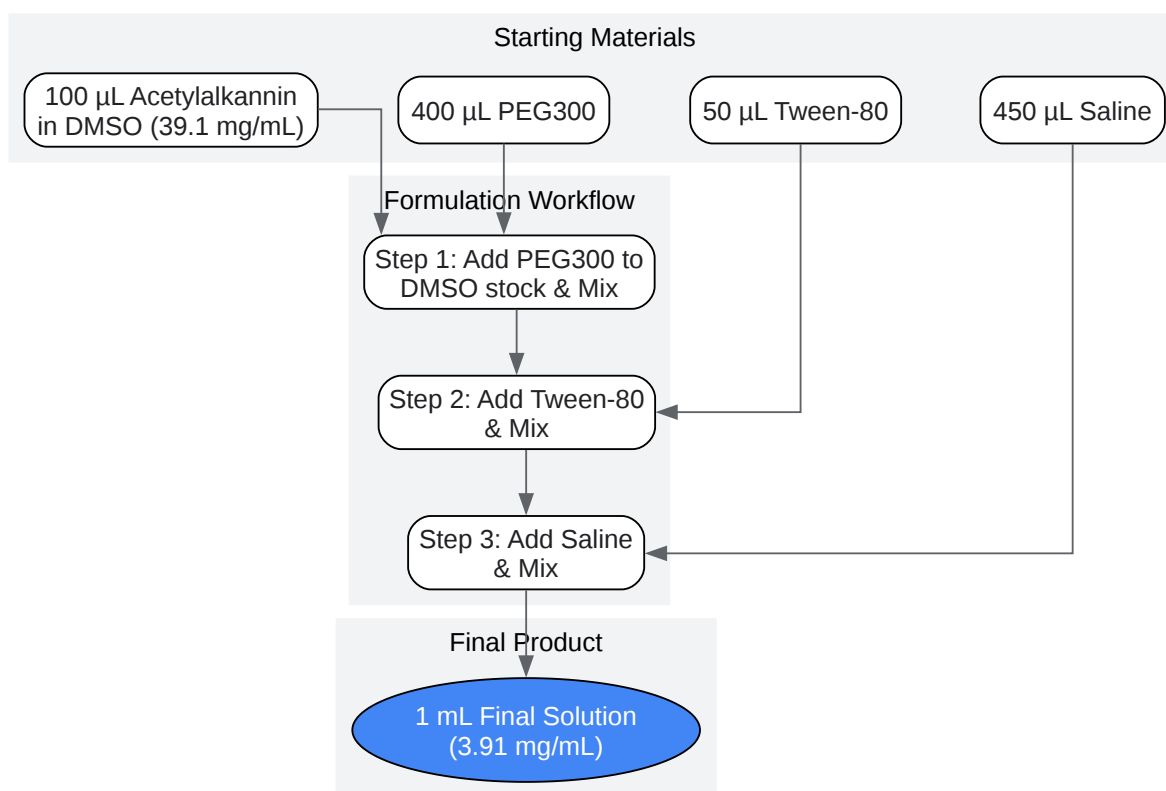 Starting Materials
100 µL Acetylalkannin
in DMSO (39.1 mg/mL)
400 µL PEG300
50 µL Tween-80
450 µL Saline
Formulation Workflow
Step 1: Add PEG300 to
DMSO stock & Mix
Step 2: Add Tween-80
& Mix
Step 3: Add Saline
& Mix
Final Product
1 mL Final Solution
(3.91 mg/mL)